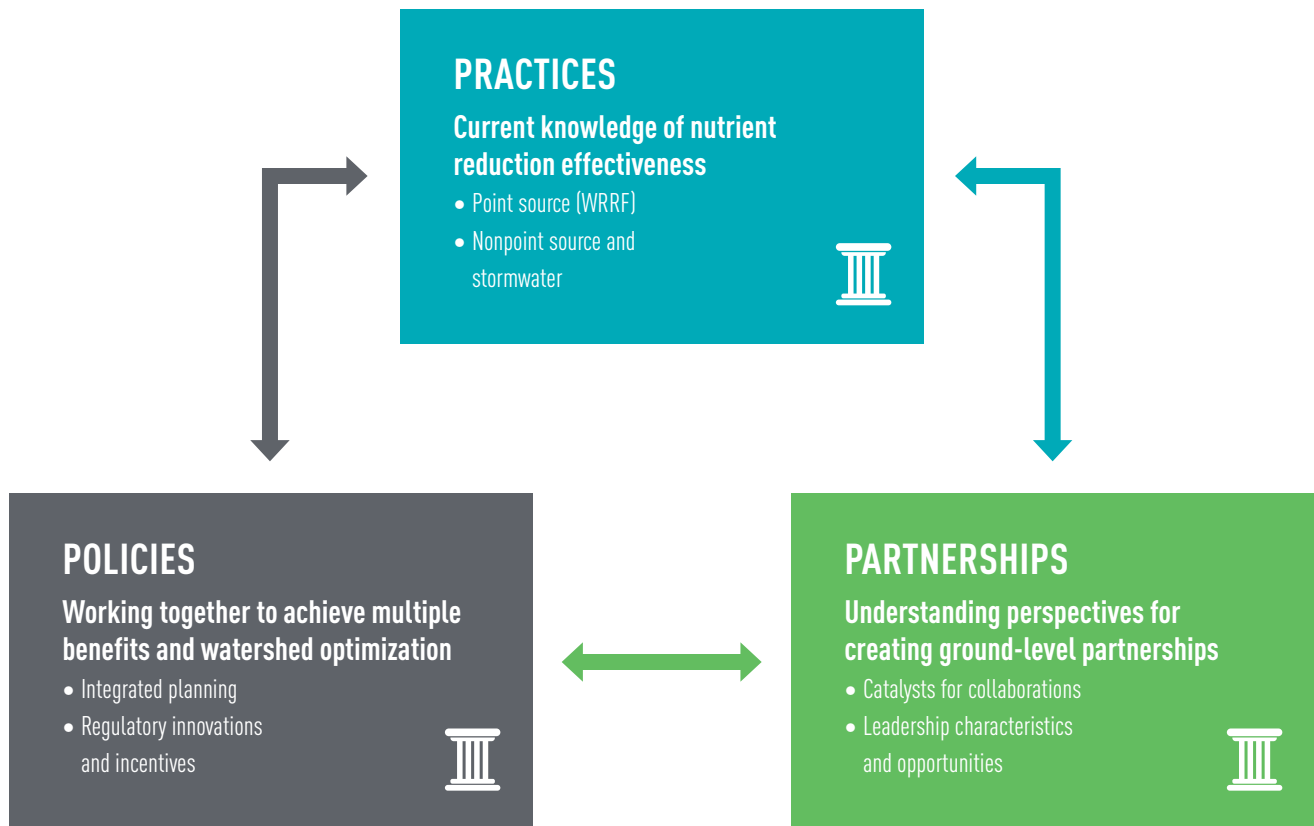 PRACTICES
Current knowledge of nutrient
reduction effectiveness
• Point source (WRRF)
• Nonpoint source and
stormwater
POLICIES
Working together to achieve multiple
benefits and watershed optimization
• Integrated planning
• Regulatory innovations
and incentives
PARTNERSHIPS
Understanding perspectives for
creating ground-level partnerships
• Catalysts for collaborations
• Leadership characteristics
and opportunities